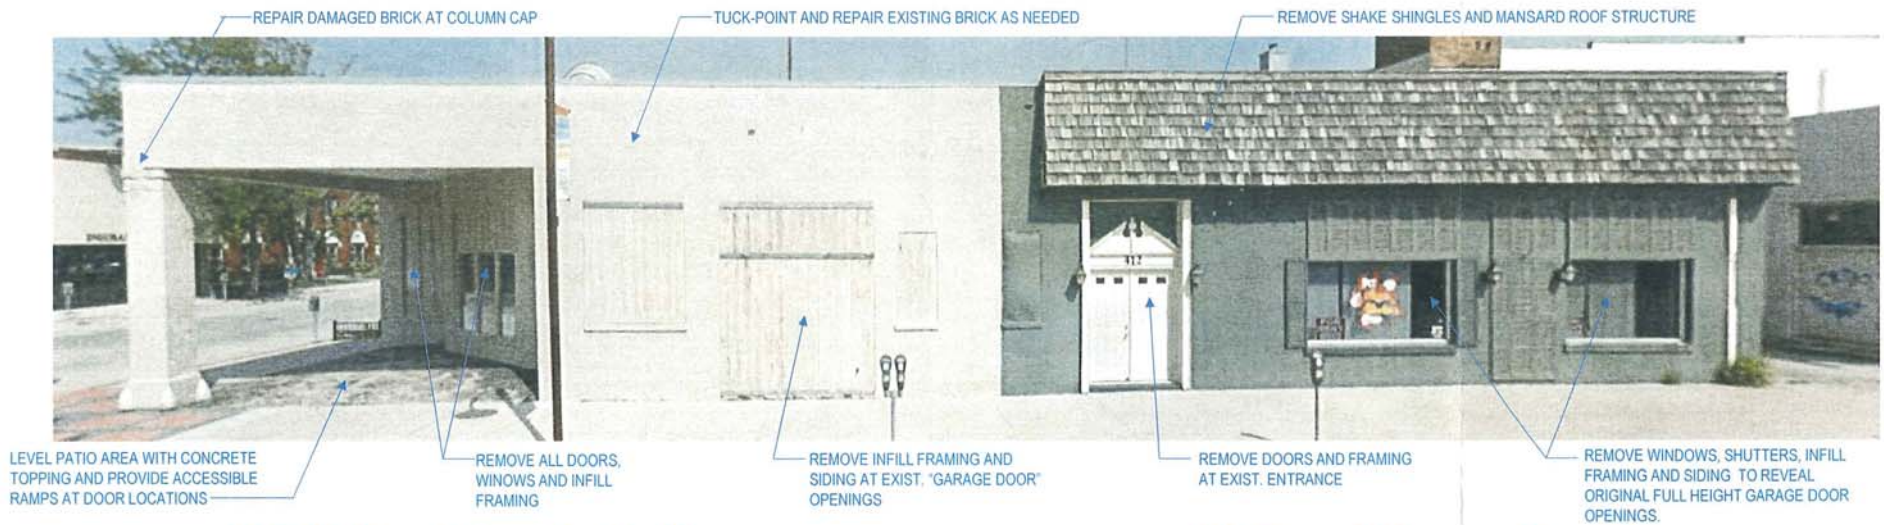 REPAIR DAMAGED BRICK AT COLUMN CAP
TUCK-POINT AND REPAIR EXISTING BRICK AS NEEDED
REMOVE SHAKE SHINGLES AND MANSARD ROOF STRUCTURE
412
LEVEL PATIO AREA WITH CONCRETE
TOPPING AND PROVIDE ACCESSIBLE
RAMPS AT DOOR LOCATIONS
REMOVE ALL DOORS,
WINOWS AND INFILL
FRAMING
REMOVE INFILL FRAMING AND
SIDING AT EXIST. "GARAGE DOOR"
OPENINGS
REMOVE DOORS AND FRAMING
AT EXIST. ENTRANCE
REMOVE WINDOWS, SHUTTERS, INFILL
FRAMING AND SIDING TO REVEAL
ORIGINAL FULL HEIGHT GARAGE DOOR
OPENINGS.